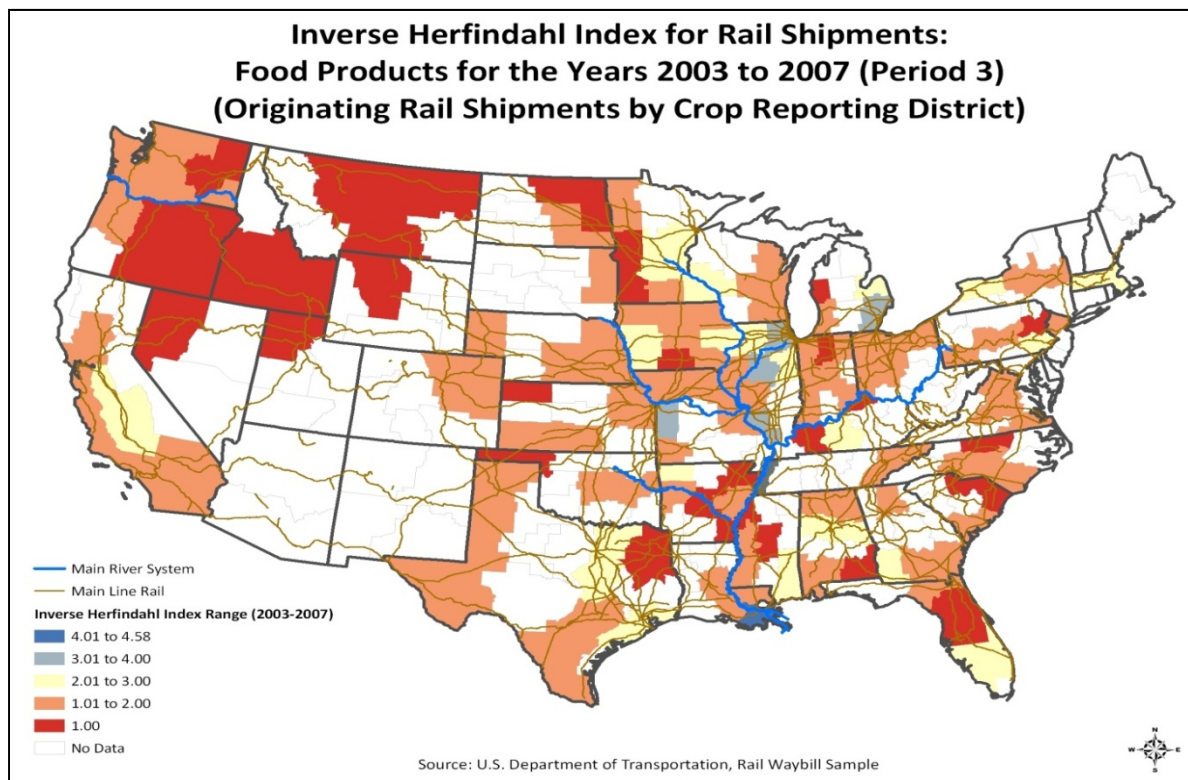 Inverse Herfindahl Index for Rail Shipments:
Food Products for the Years 2003 to 2007 (Period 3)
(Originating Rail Shipments by Crop Reporting District)
Main River System
Main Line Rail
Inverse Herfindahl Index Range (2003-2007)
4.01 to 4.58
3.01 to 4.00
2.01 to 3.00
1.01 to 2.00
1.00
No Data
Source: U.S. Department of Transportation, Rail Waybill Sample
N
W E
S